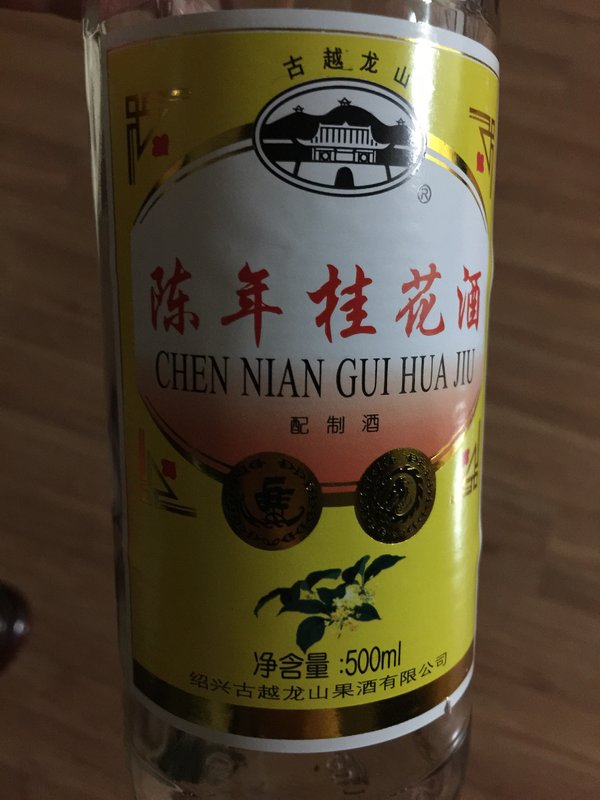 古越龙山
®
陈年桂花酒
CHEN NIAN GUI HUA JIU
配制酒
净含量:500ml
绍兴古越龙山果酒有限公司